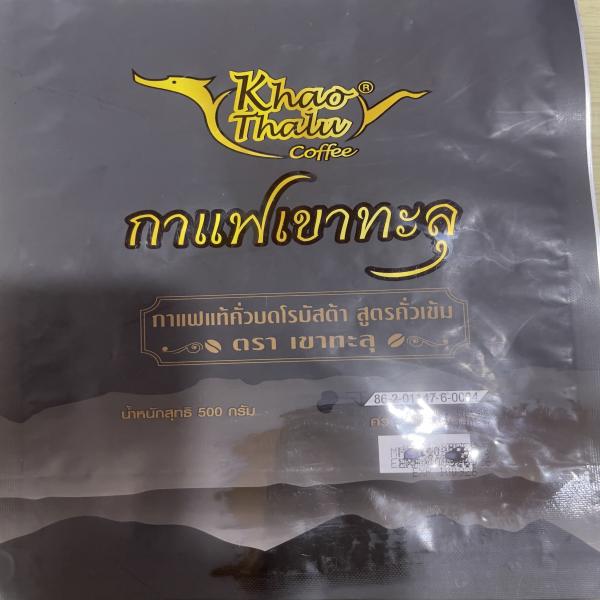 Khao ®
Thalu
Coffee
กาแฟเขาทะลุ
กาแฟแท้คั่วบดโรบัสต้า สูตรคั่วเข้ม
ตรา เขาทะลุ
น้ำหนักสุทธิ 500 กรัม